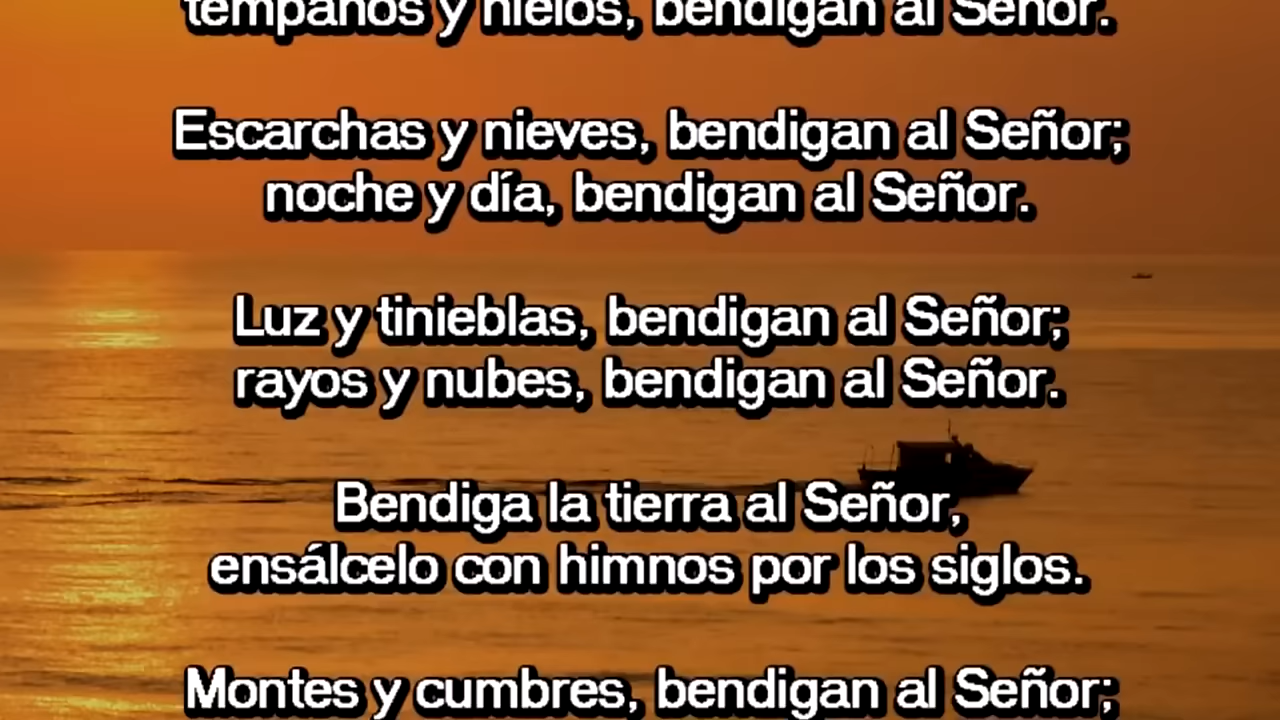 témpanos y hielos, bendigan al Señor.
Escarchas y nieves, bendigan al Señor;
noche y día, bendigan al Señor.
Luz y tinieblas, bendigan al Señor;
rayos y nubes, bendigan al Señor.
Bendiga la tierra al Señor,
ensálcelo con himnos por los siglos.
Montes y cumbres, bendigan al Señor;